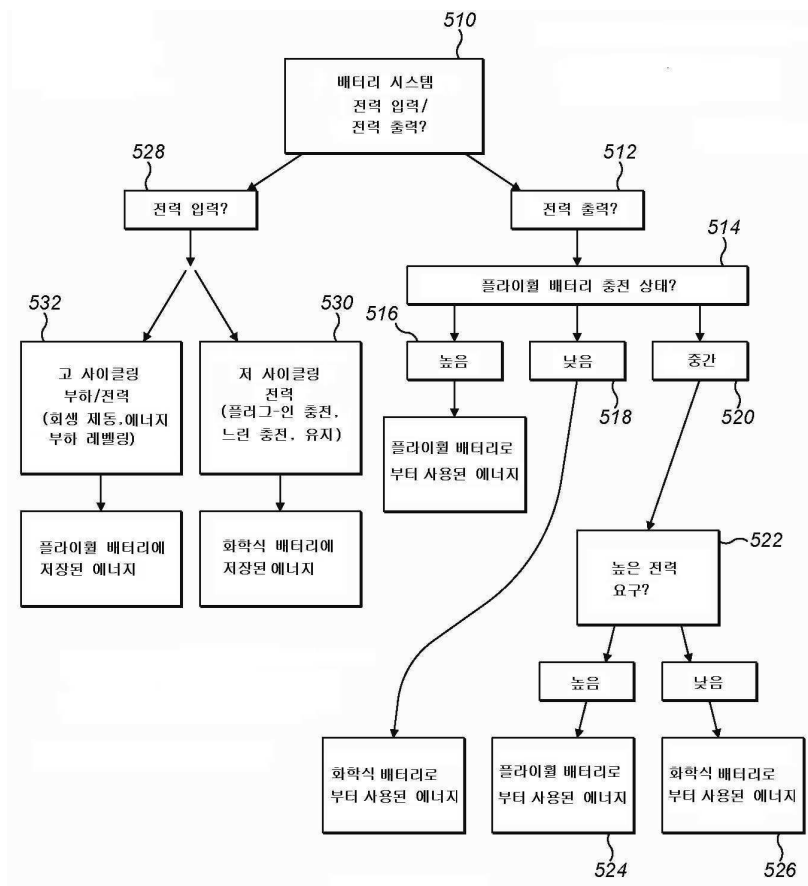 510
배터리 시스템
전력 입력/
전력 출력?
528
전력 입력?
512
전력 출력?
514
플라이휠 배터리 충전 상태?
532
고 사이클링
부하/전력
(회생 제동,에너지
부하 레벨링)
530
저 사이클링
전력
(플러그-인 충전,
느린 충전, 유지)
516
높음
낮음
518
중간
520
플라이휠 배터리로
부터 사용된 에너지
플라이휠 배터리에
저장된 에너지
화학식 배터리에
저장된 에너지
522
높은 전력
요구?
높음
낮음
화학식 배터리로
부터 사용된 에너지
플라이휠 배터리로
부터 사용된 에너지
524
화학식 배터리로
부터 사용된 에너지
526